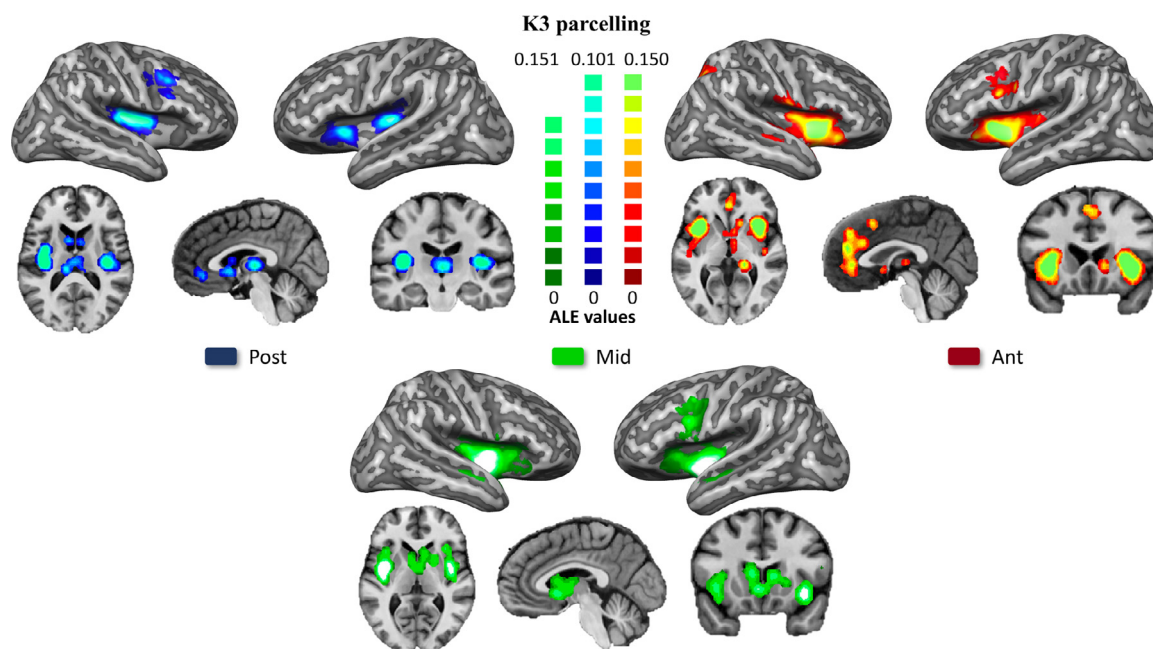 K3 parcelling
0.151 0.101 0.150
0 0 0
ALE values
Post Mid Ant